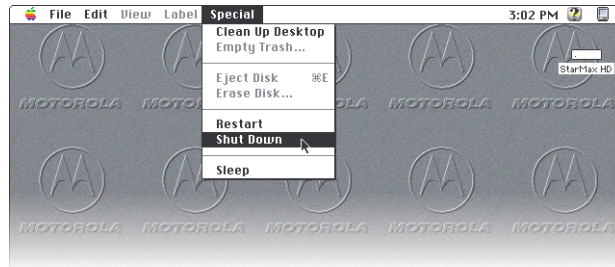 File Edit View Label Special 3:02 PM
Clean Up Desktop
Empty Trash...
Eject Disk ⌘E
Erase Disk...
Restart
Shut Down
Sleep
StarMax HD
MOTOROLA MOTOROLA MOTOROLA MOTOROLA
MOTOROLA MOTOROLA MOTOROLA MOTOROLA MOTOROLA